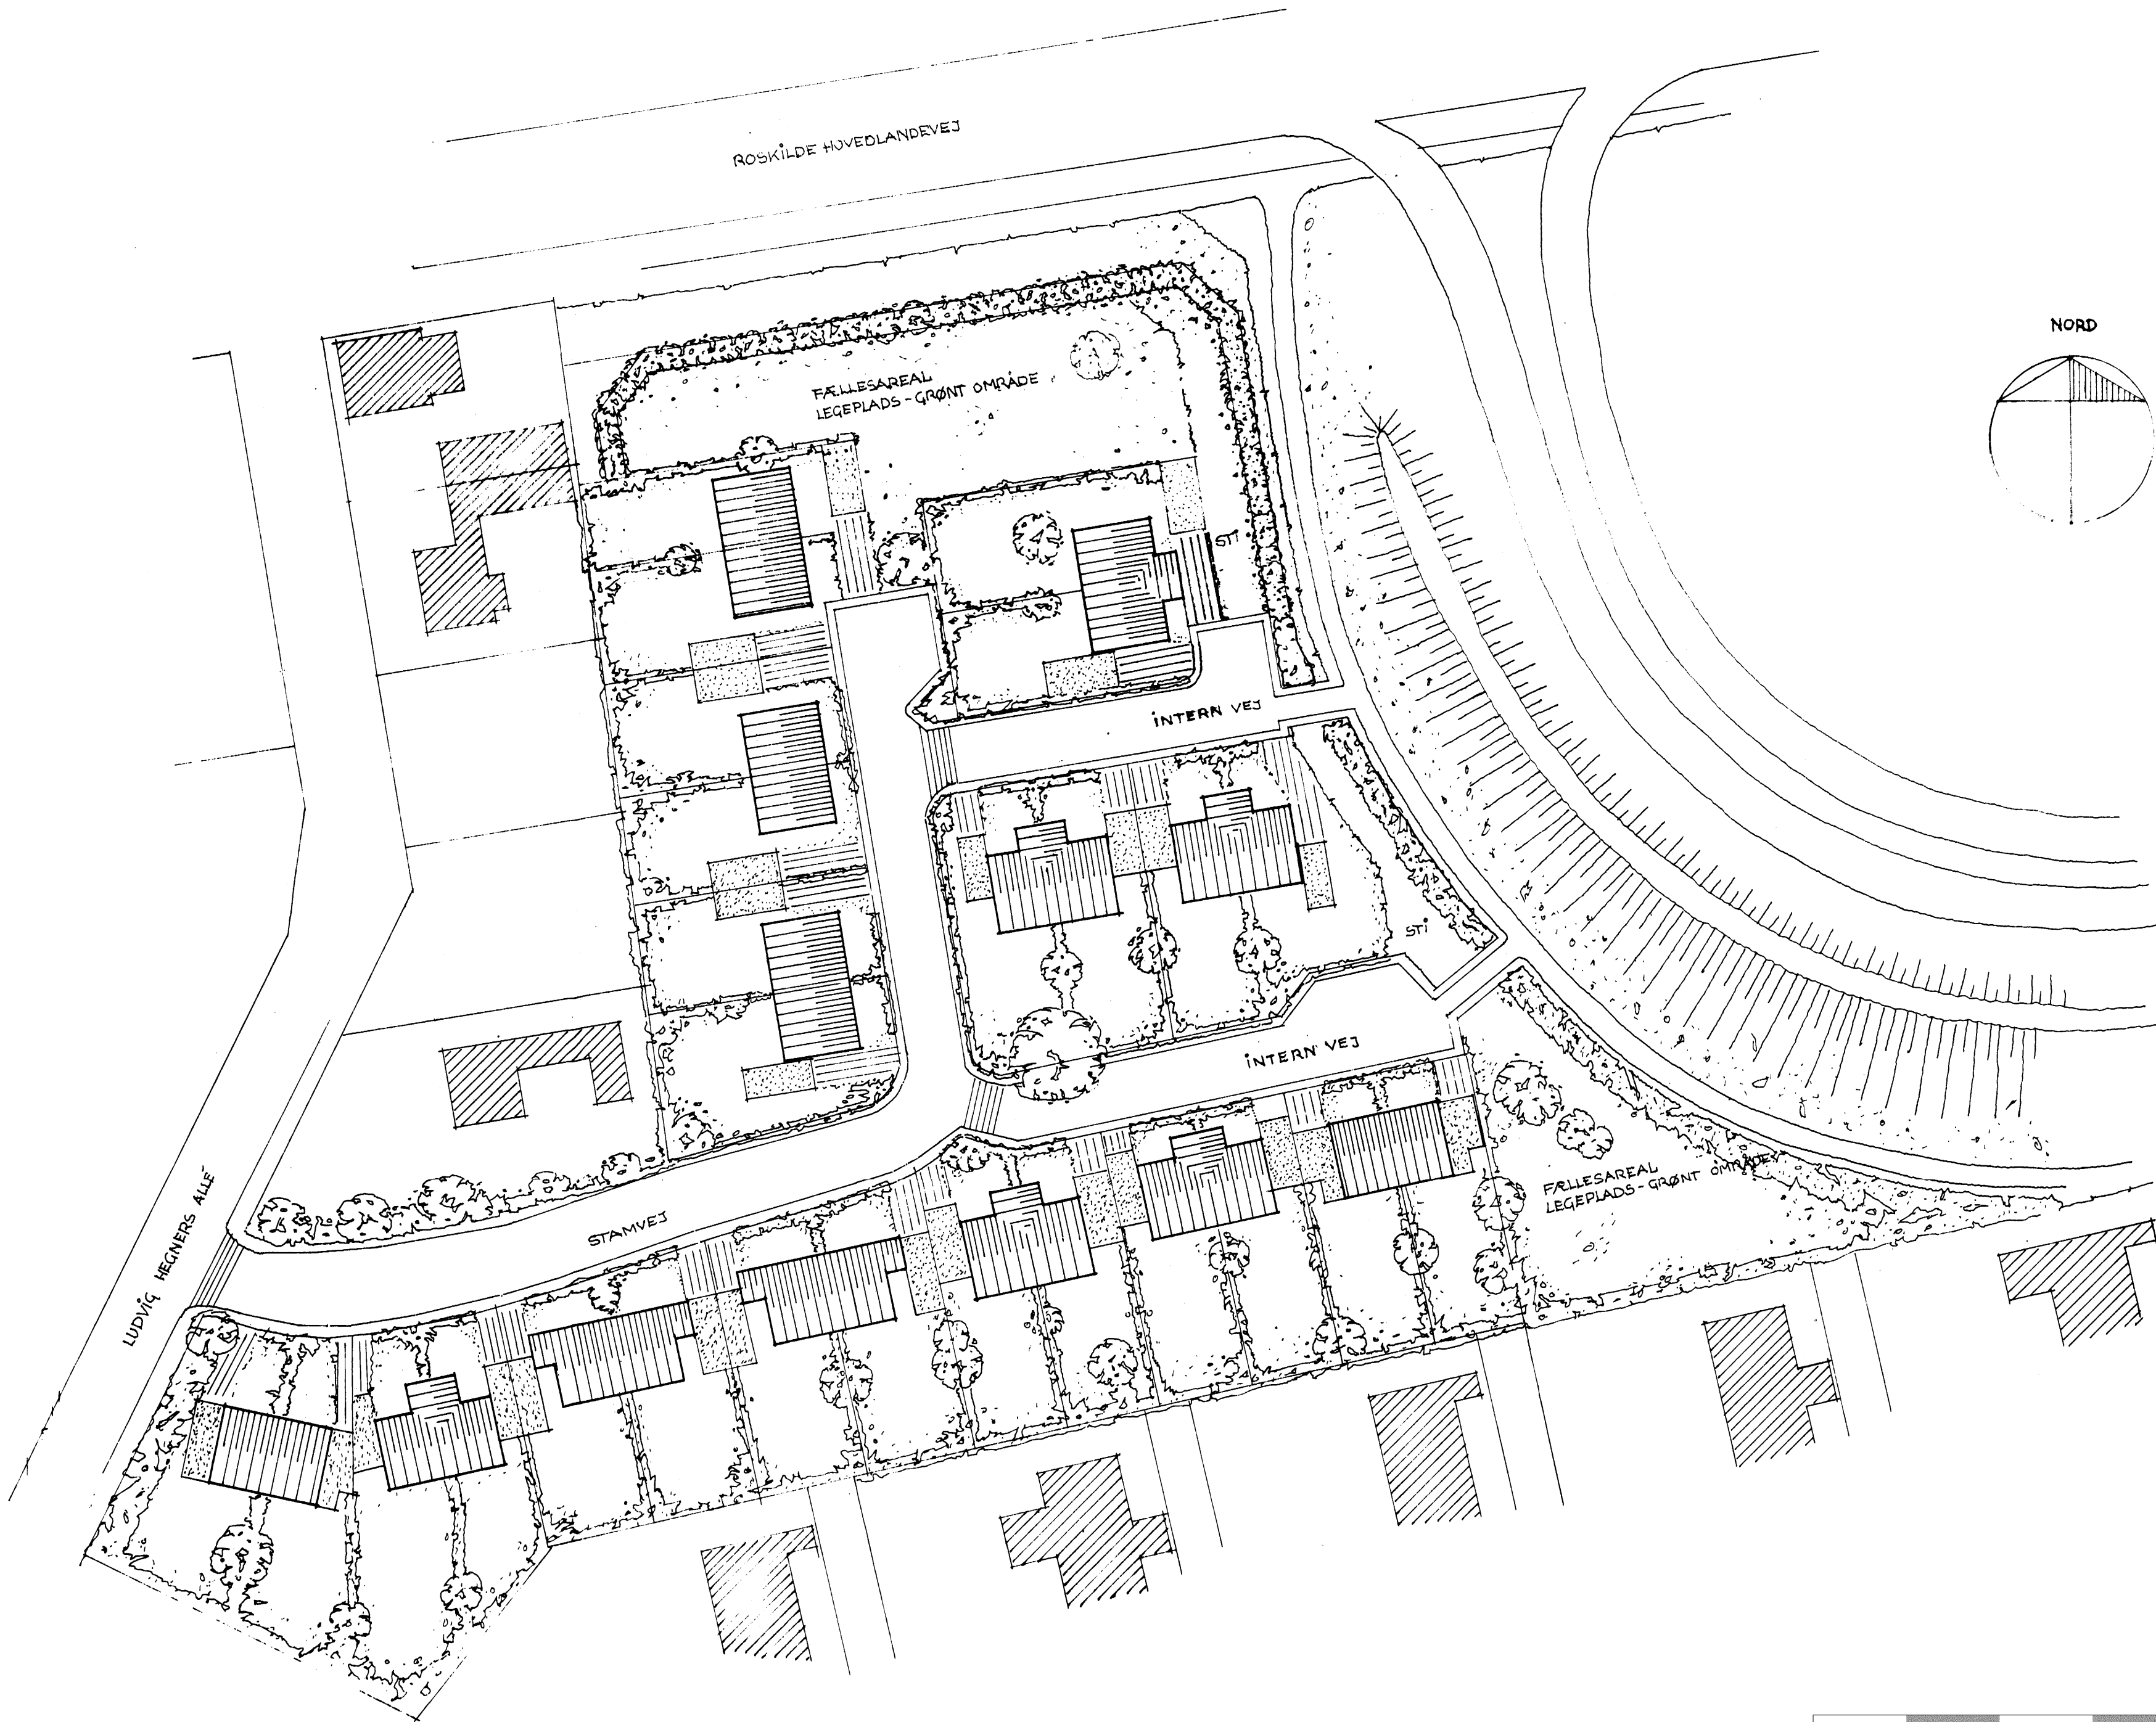 ROSKILDE HOVEDLANDEVEJ
NORD
FÆLLESAREAL
LEGEPLADS - GRØNT OMRÅDE
STI
INTERN VEJ
STI
INTERN VEJ
FÆLLESAREAL
LEGEPLADS - GRØNT OMRÅDE
STAMVEJ
LUDVIG HEGNERS ALLÉ